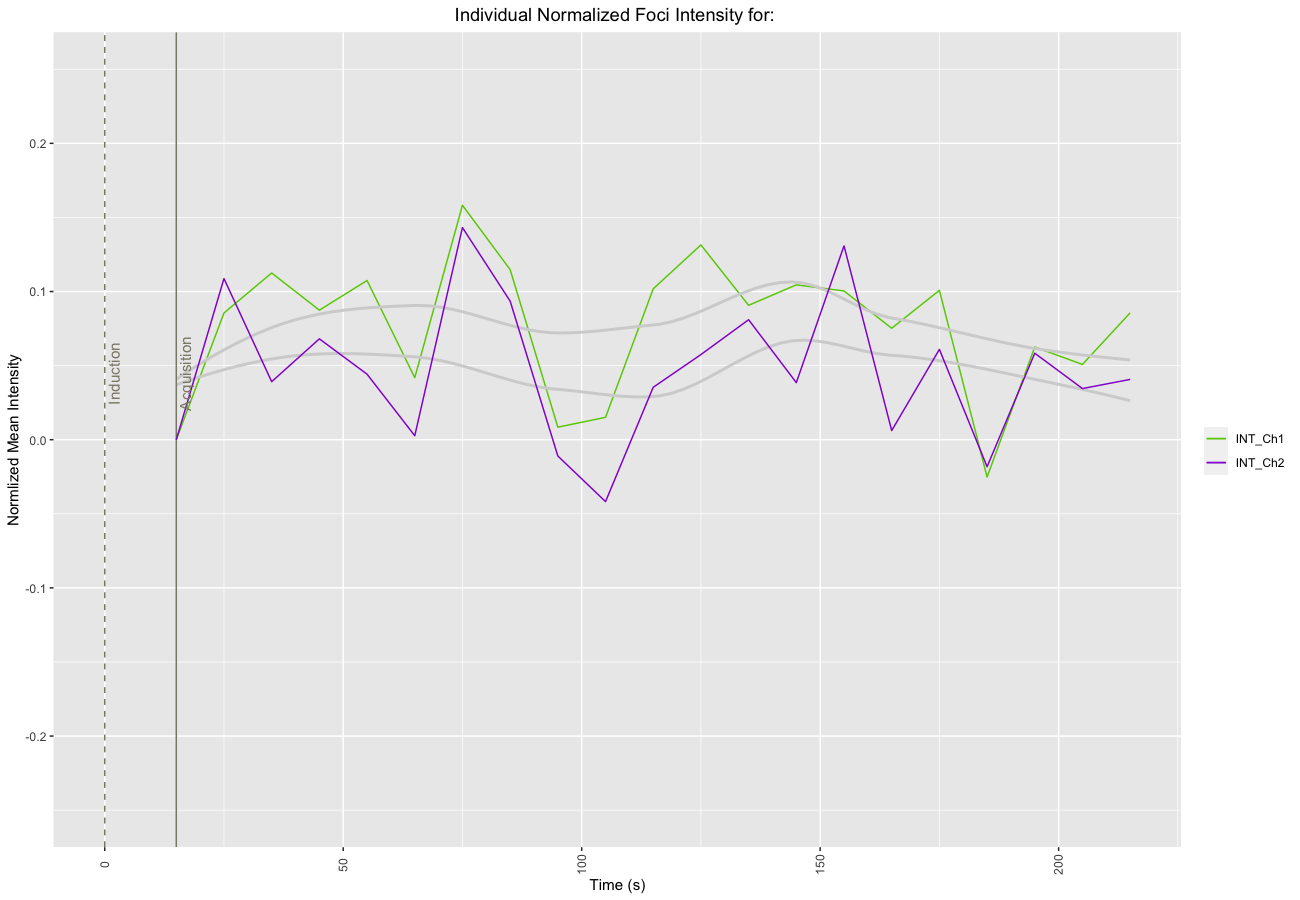 Individual Normalized Foci Intensity for:
Normlized Mean Intensity
0.2
0.1
0.0
-0.1
-0.2
Induction
Acquisition
0
50
100
150
200
Time (s)
INT_Ch1
INT_Ch2